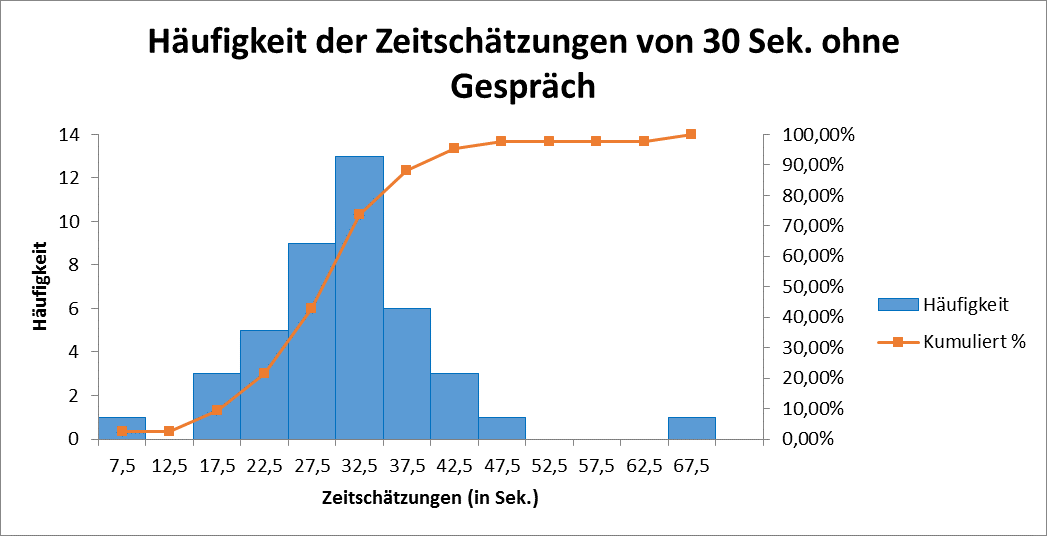 Häufigkeit der Zeitschätzungen von 30 Sek. ohne
Gespräch
Häufigkeit
14
12
10
8
6
4
2
0
100,00%
90,00%
80,00%
70,00%
60,00%
50,00%
40,00%
30,00%
20,00%
10,00%
0,00%
7,5 12,5 17,5 22,5 27,5 32,5 37,5 42,5 47,5 52,5 57,5 62,5 67,5
Zeitschätzungen (in Sek.)
Häufigkeit
Kumuliert %